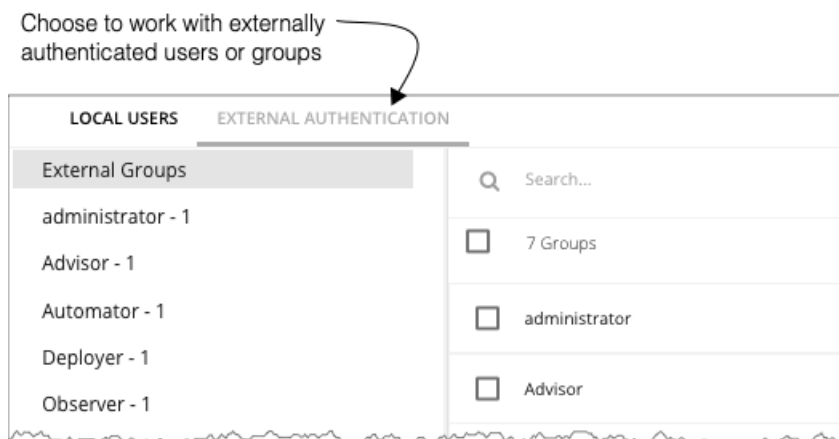 Choose to work with externally
authenticated users or groups
LOCAL USERS EXTERNAL AUTHENTICATION
External Groups
administrator - 1
Advisor - 1
Automator - 1
Deployer - 1
Observer - 1
Search...
7 Groups
administrator
Advisor